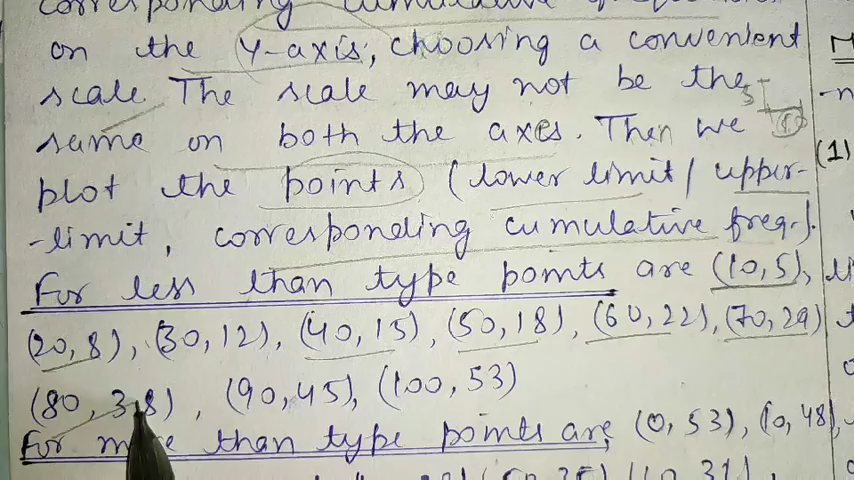 corresponding cumulative
on the Y-axis, choosing a convenient
scale The scale may not be the
same on both the axes. Then we
plot the points (lower limit / upper-
-limit, corresponding cumulative freq.).
For less than type points are (10,5),
(20,8), (30,12), (40,15), (50,18), (60,22), (70,29)
(80,38), (90,45), (100,53)
For more than type points are, (0,53), (10,48),
(1)